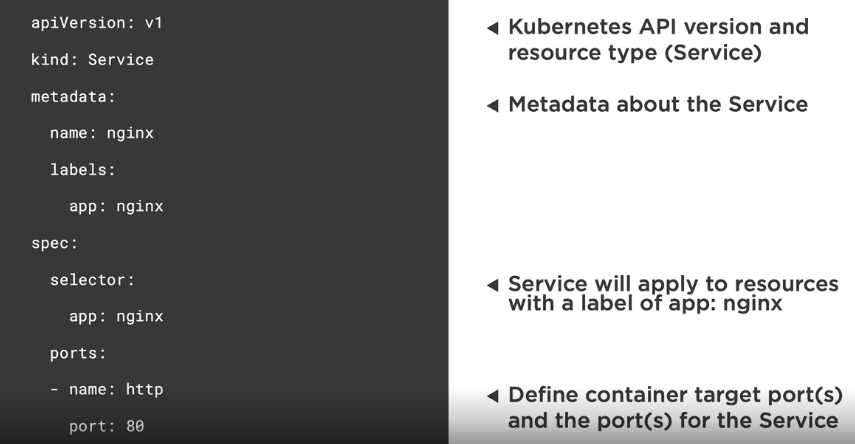 apiVersion: v1
kind: Service
metadata:
  name: nginx
  labels:
    app: nginx
spec:
  selector:
    app: nginx
  ports:
  - name: http
    port: 80
◀ Kubernetes API version and
resource type (Service)
◀ Metadata about the Service
◀ Service will apply to resources
with a label of app: nginx
◀ Define container target port(s)
and the port(s) for the Service